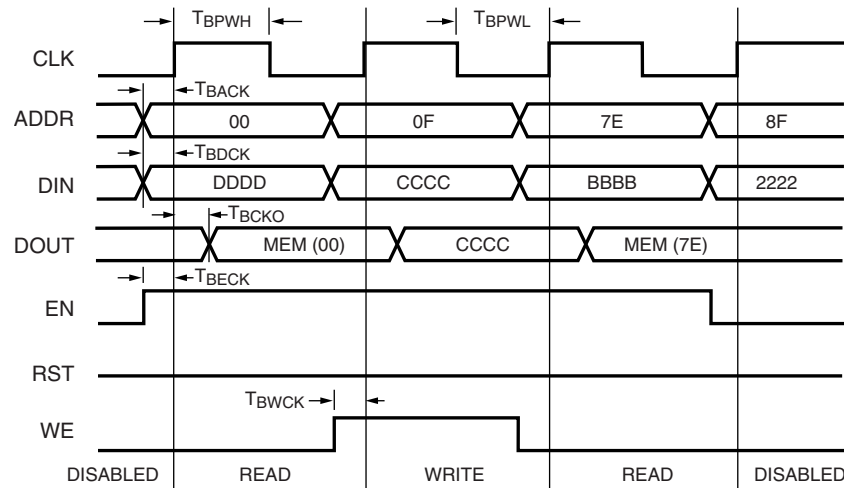 TBPWH TBPWL
CLK
TBACK
ADDR 00 0F 7E 8F
TBDCK
DIN DDDD CCCC BBBB 2222
TBCKO
DOUT MEM (00) CCCC MEM (7E)
TBECK
EN
RST
TBWCK
WE
DISABLED READ WRITE READ DISABLED